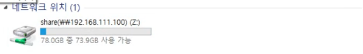 네트워크 위치 (1)
share(₩₩192.168.111.100) (Z:)
78.0GB 중 73.9GB 사용 가능